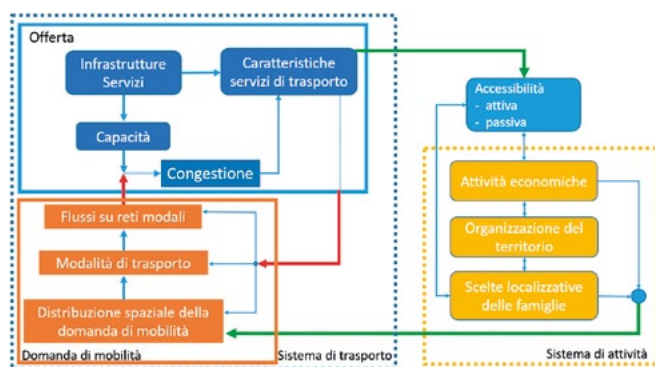 Offerta
Infrastrutture
Servizi
Caratteristiche
servizi di trasporto
Capacità
Congestione
Accessibilità
- attiva
- passiva
Flussi su reti modali
Modalità di trasporto
Distribuzione spaziale della
domanda di mobilità
Domanda di mobilità
Sistema di trasporto
Attività economiche
Organizzazione del
territorio
Scelte localizzative
delle famiglie
Sistema di attività